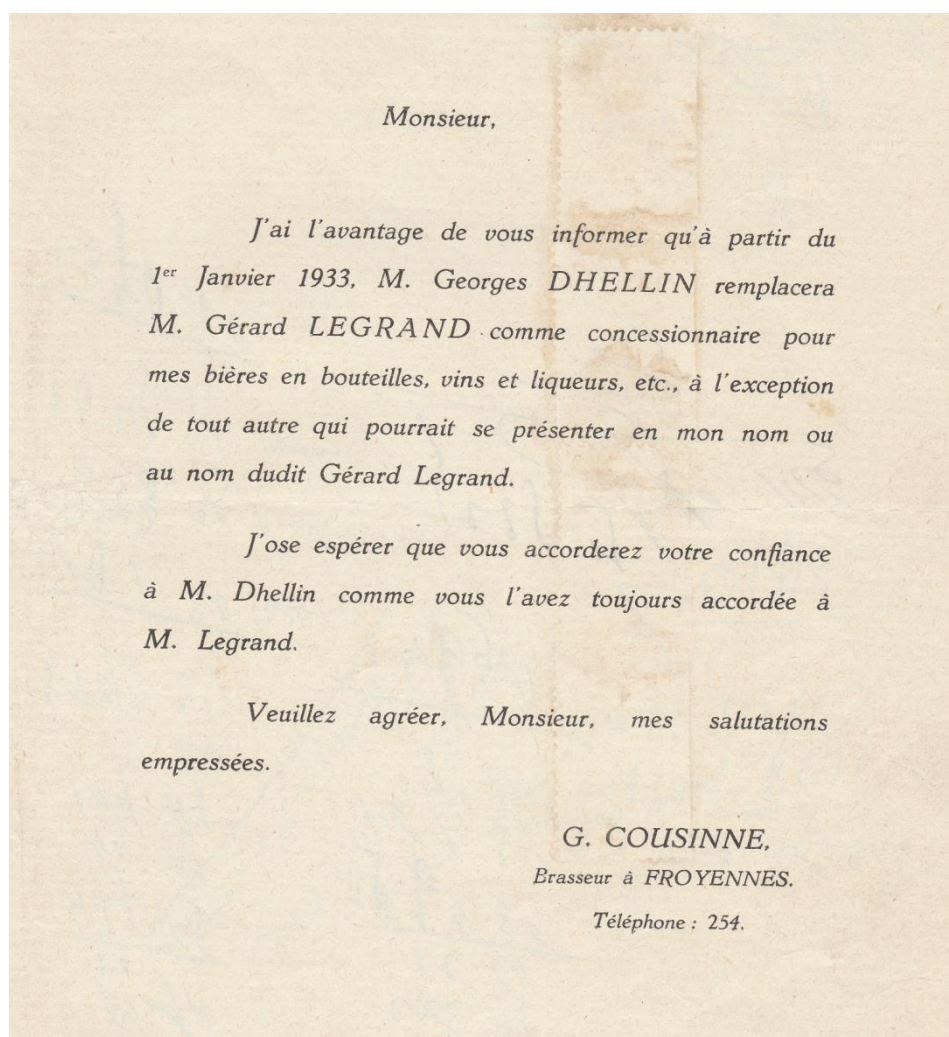 Monsieur,
J'ai l'avantage de vous informer qu'à partir du
1er Janvier 1933, M. Georges DHELLIN remplacera
M. Gérard LEGRAND comme concessionnaire pour
mes bières en bouteilles, vins et liqueurs, etc., à l'exception
de tout autre qui pourrait se présenter en mon nom ou
au nom dudit Gérard Legrand.
J'ose espérer que vous accorderez votre confiance
à M. Dhellin comme vous l'avez toujours accordée à
M. Legrand.
Veuillez agréer, Monsieur, mes salutations
empressées.
G. COUSINNE,
Brasseur à FROYENNES.
Téléphone : 254.